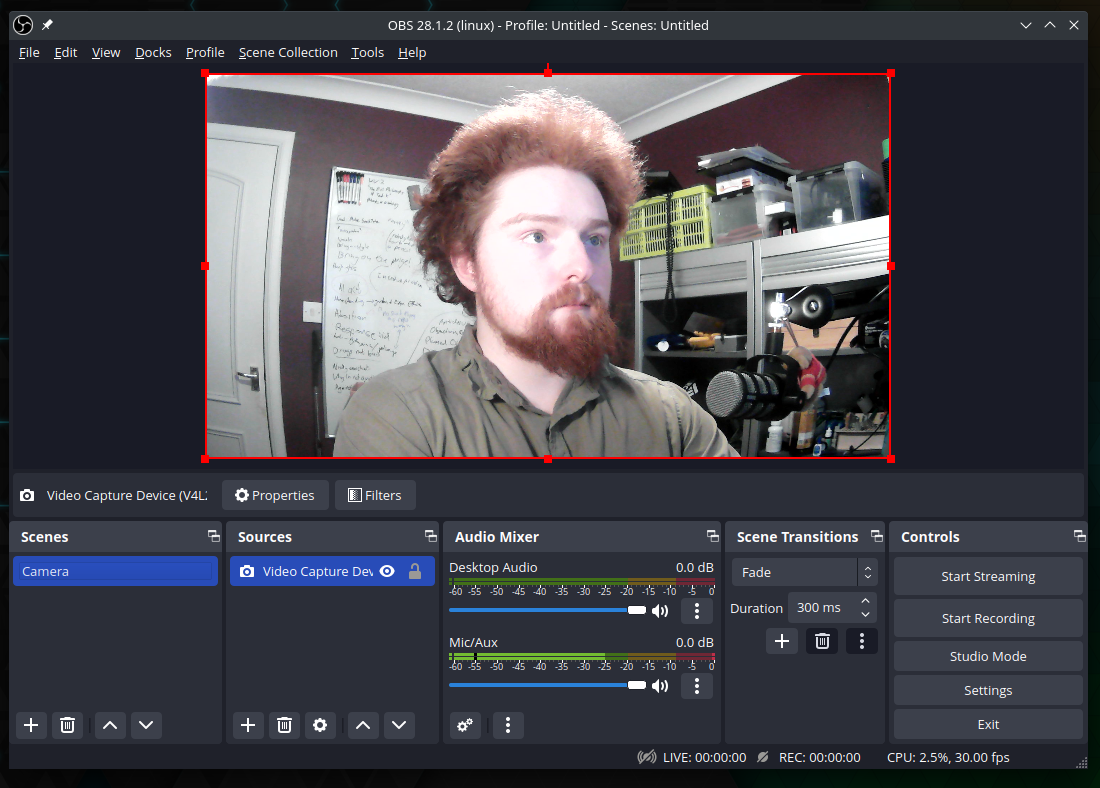 OBS 28.1.2 (linux) - Profile: Untitled - Scenes: Untitled
File Edit View Docks Profile Scene Collection Tools Help
Video Capture Device (V4L2 Properties Filters
Scenes
Camera
Sources
Video Capture Dev
Audio Mixer
Desktop Audio 0.0 dB
-60 -55 -50 -45 -40 -35 -30 -25 -20 -15 -10 -5 0
Mic/Aux 0.0 dB
-60 -55 -50 -45 -40 -35 -30 -25 -20 -15 -10 -5 0
Scene Transitions
Fade
Duration 300 ms
Controls
Start Streaming
Start Recording
Studio Mode
Settings
Exit
LIVE: 00:00:00 REC: 00:00:00 CPU: 2.5%, 30.00 fps